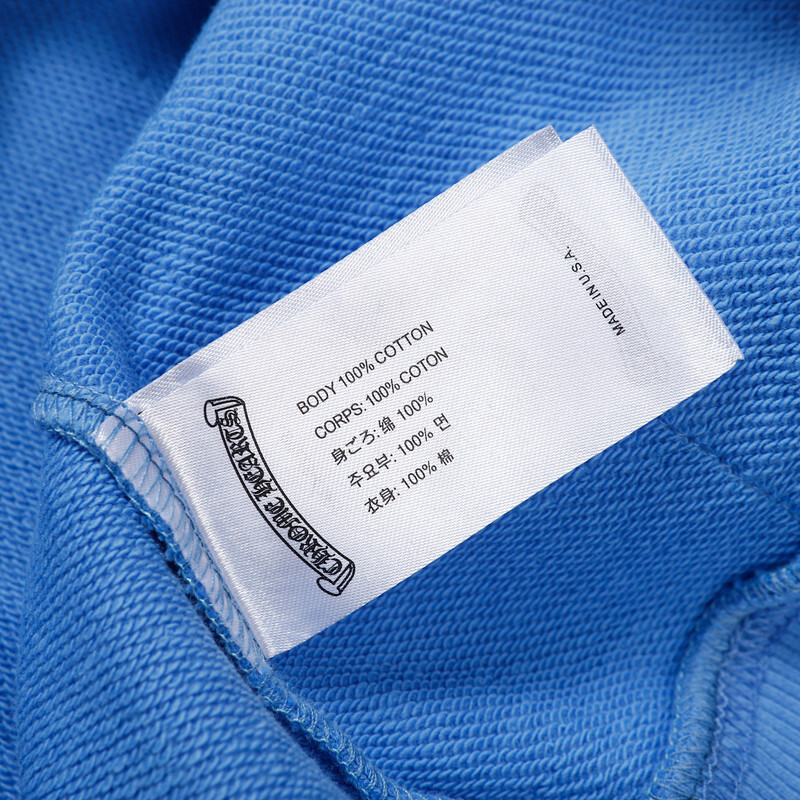 CHROME HEARTS
BODY 100% COTTON
CORPS: 100% COTON
身ごろ: 綿 100%
주요부: 100% 면
衣身: 100% 棉
MADE IN U.S.A.